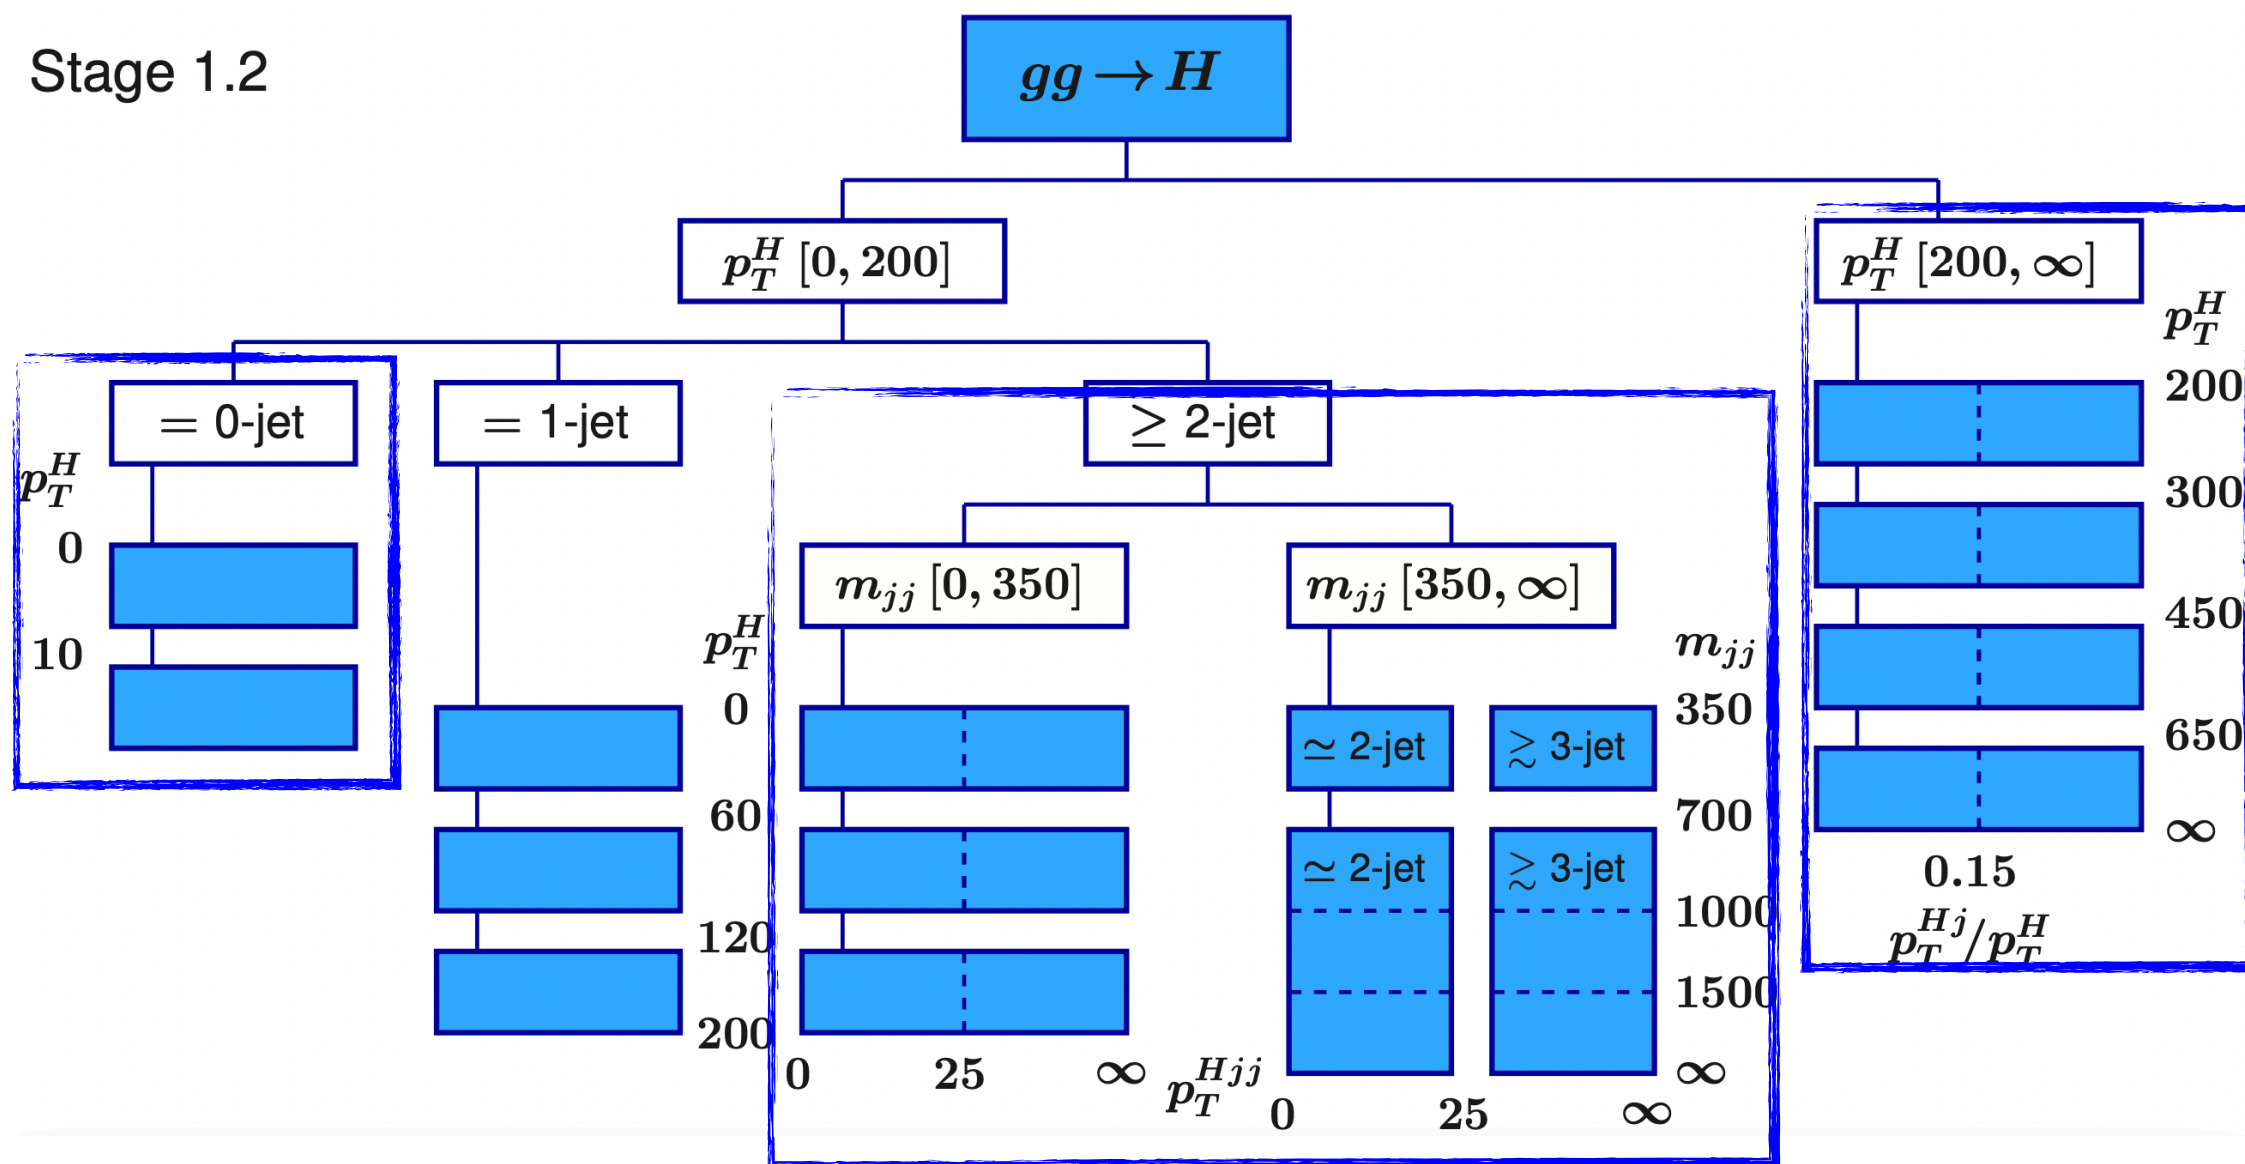 Stage 1.2
gg → H
p_T^H [0, 200]
p_T^H [200, ∞]
= 0-jet
= 1-jet
≥ 2-jet
p_T^H
0
10
m_jj [0, 350]
m_jj [350, ∞]
p_T^H
0
60
120
200
≃ 2-jet
≳ 3-jet
≃ 2-jet
≳ 3-jet
m_jj
350
700
1000
1500
∞
0 25 ∞
p_T^Hjj
0 25 ∞
p_T^H
200
300
450
650
∞
0.15
p_T^Hj/p_T^H